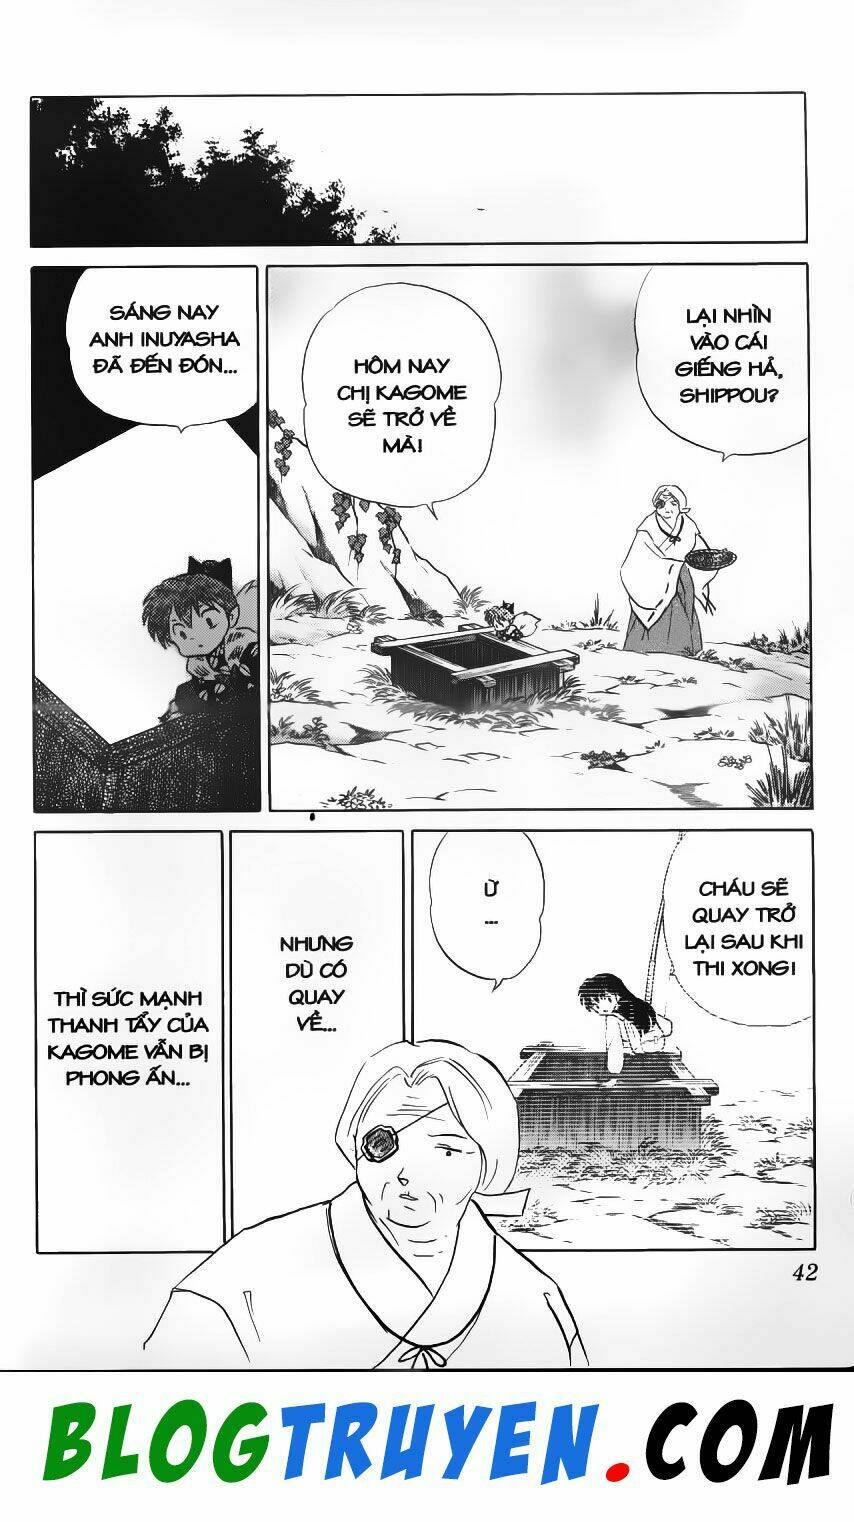 LẠI NHÌN
VÀO CÁI
GIẾNG HẢ,
SHIPPOU?
HÔM NAY
CHỊ KAGOME
SẼ TRỞ VỀ
MÀ!
SÁNG NAY
ANH INUYASHA
ĐÃ ĐẾN ĐÓN...
CHÁU SẼ
QUAY TRỞ
LẠI SAU KHI
THI XONG!
Ừ
...
NHƯNG
DÙ CÓ
QUAY
VỀ...
THÌ SỨC MẠNH
THANH TẨY CỦA
KAGOME VẪN BỊ
PHONG ẤN...
42
BLOGTRUYEN.COM